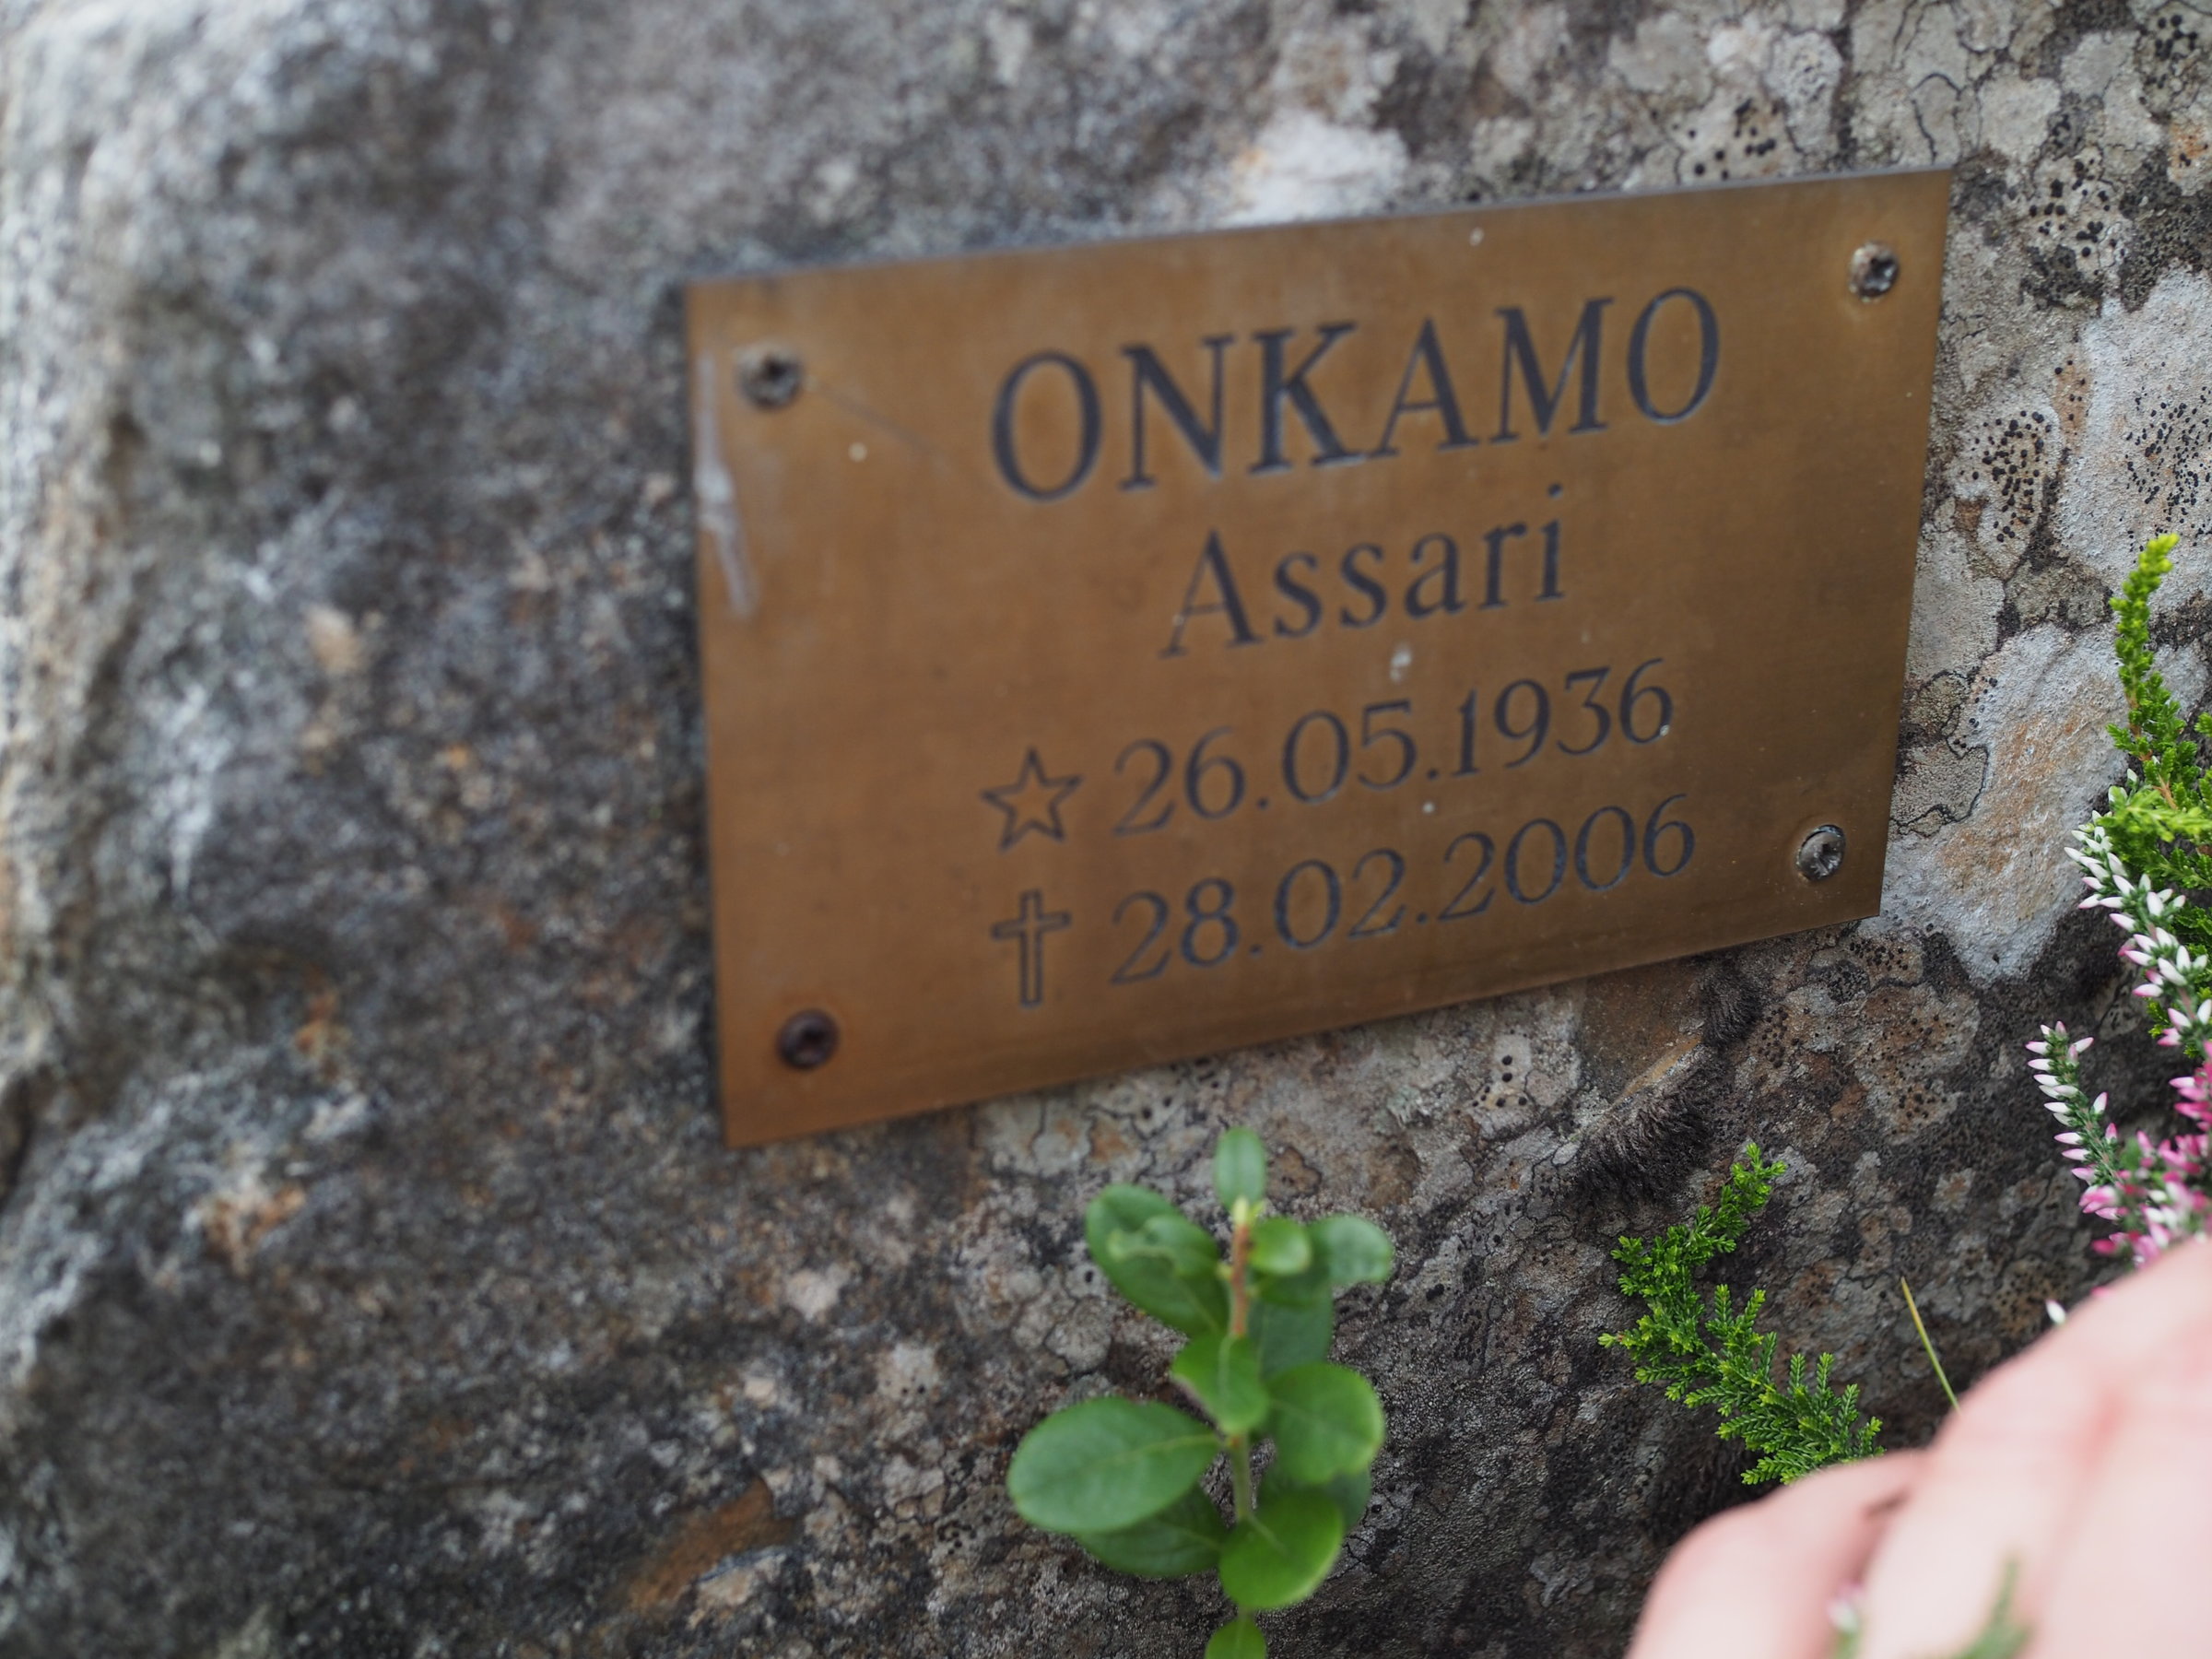 ONKAMO
Assari
☆ 26.05.1936
✝ 28.02.2006